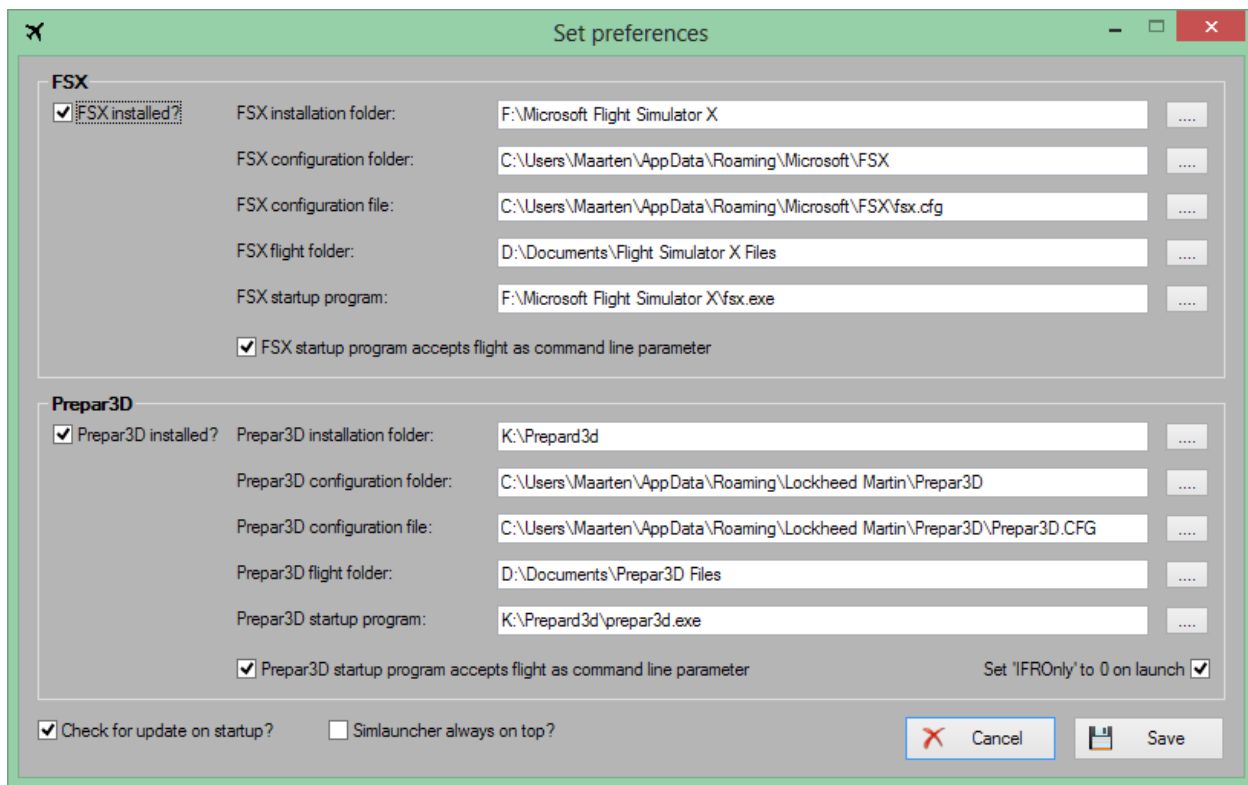 Set preferences
FSX
FSX installed? FSX installation folder: F:\Microsoft Flight Simulator X ....
FSX configuration folder: C:\Users\Maarten\AppData\Roaming\Microsoft\FSX ....
FSX configuration file: C:\Users\Maarten\AppData\Roaming\Microsoft\FSX\fsx.cfg ....
FSX flight folder: D:\Documents\Flight Simulator X Files ....
FSX startup program: F:\Microsoft Flight Simulator X\fsx.exe ....
FSX startup program accepts flight as command line parameter
Prepar3D
Prepar3D installed? Prepar3D installation folder: K:\Prepard3d ....
Prepar3D configuration folder: C:\Users\Maarten\AppData\Roaming\Lockheed Martin\Prepar3D ....
Prepar3D configuration file: C:\Users\Maarten\AppData\Roaming\Lockheed Martin\Prepar3D\Prepar3D.CFG ....
Prepar3D flight folder: D:\Documents\Prepar3D Files ....
Prepar3D startup program: K:\Prepard3d\prepar3d.exe ....
Prepar3D startup program accepts flight as command line parameter Set 'IFROnly' to 0 on launch
Check for update on startup? Simlauncher always on top? Cancel Save